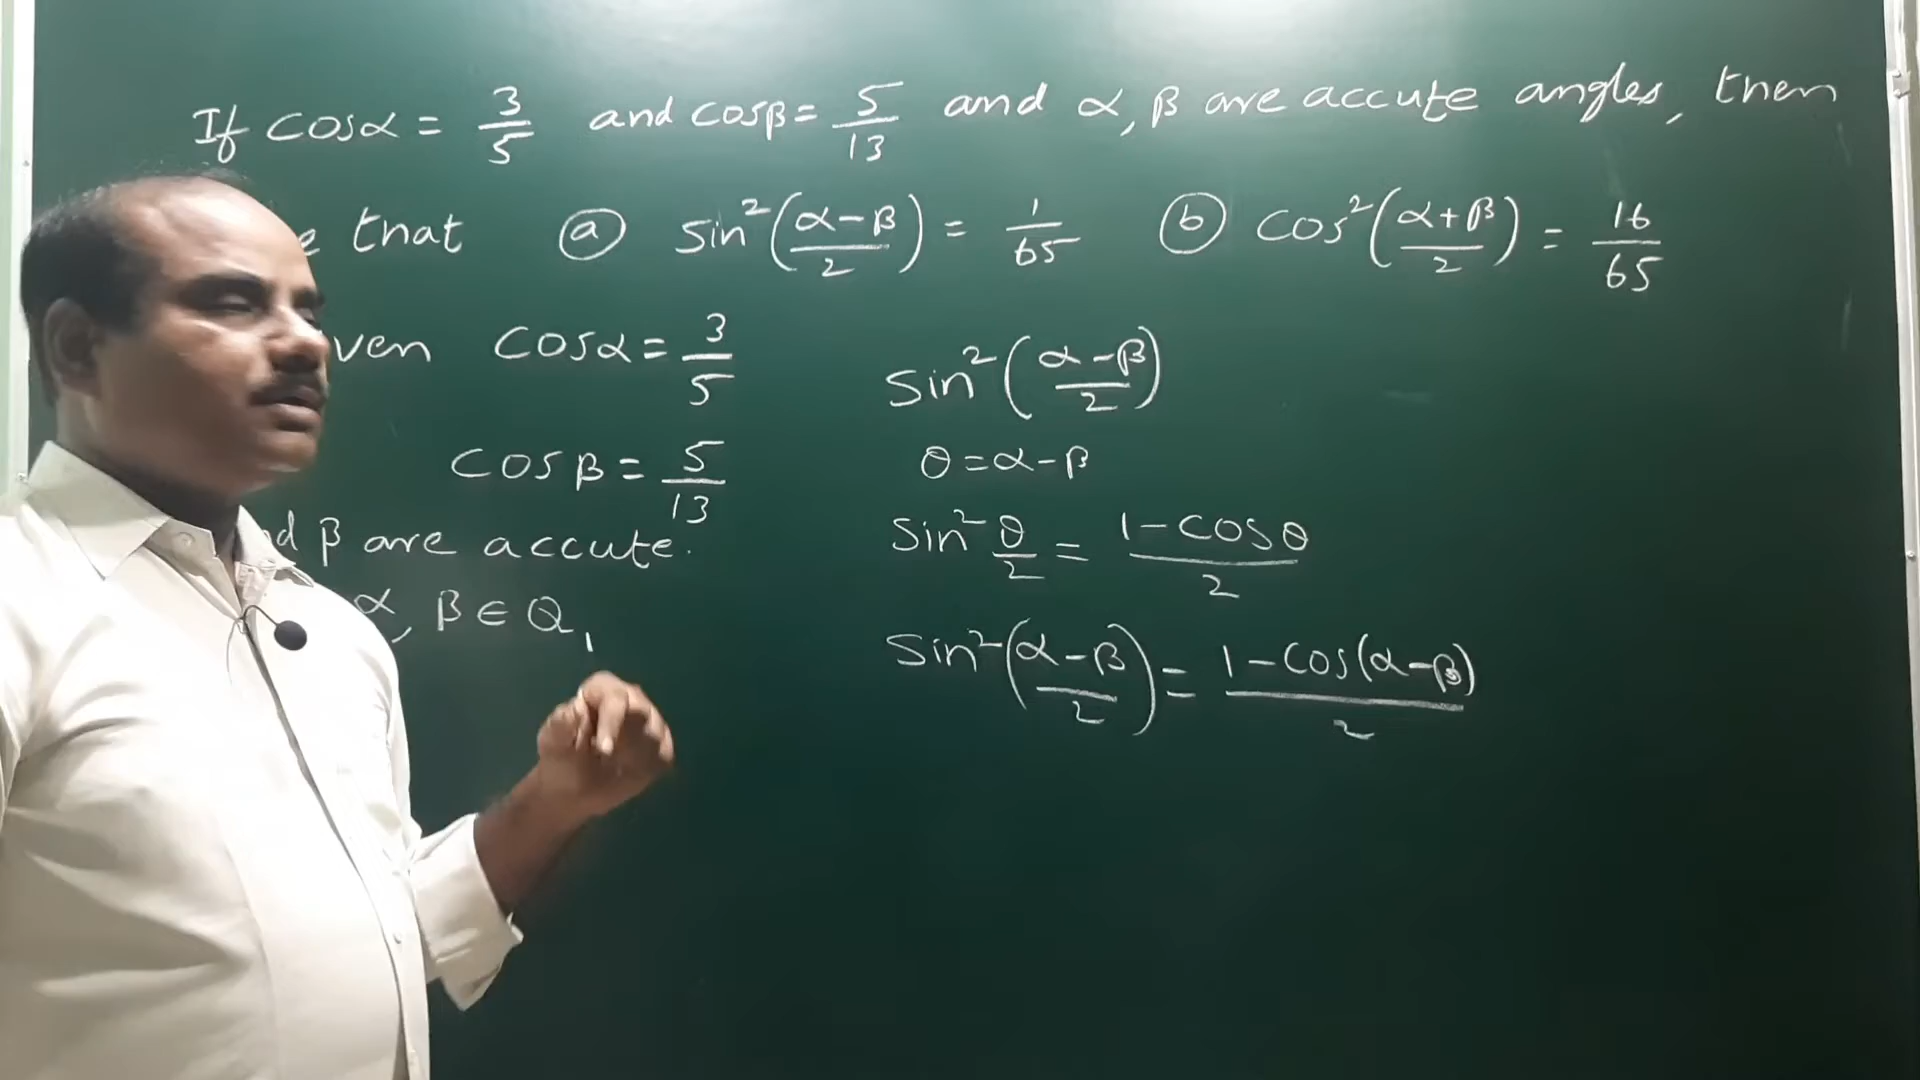 If cosα = 3/5 and cosβ = 5/13 and α, β are accute angles, then
that ⓐ sin²((α-β)/2) = 1/65 ⓑ cos²((α+β)/2) = 16/65
cosα = 3/5
cosβ = 5/13
β are accute.
α, β ∈ Q₁
Sin²((α-β)/2)
θ = α-β
Sin² θ/2 = (1-cosθ)/2
Sin²((α-β)/2) = (1-cos(α-β))/2